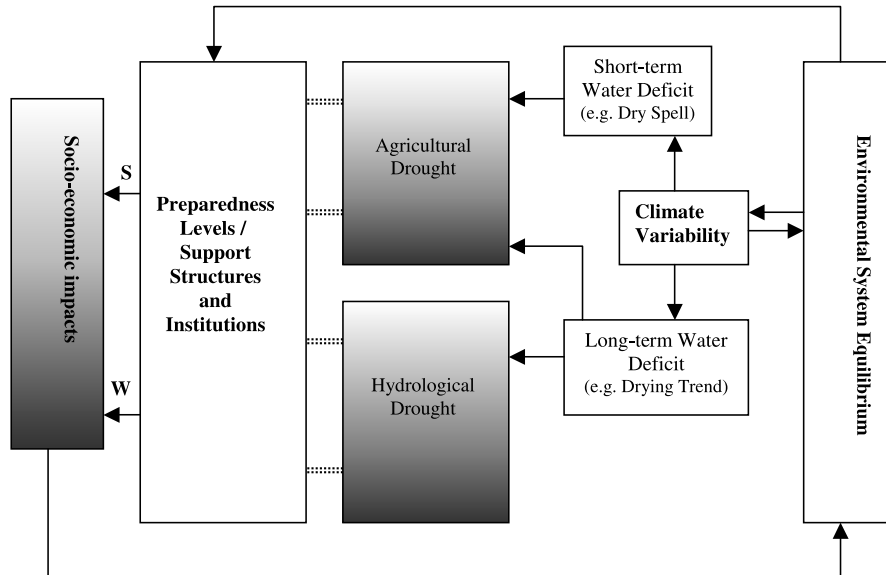 Socio-economic impacts
S
W
Preparedness
Levels /
Support
Structures
and
Institutions
Agricultural
Drought
Hydrological
Drought
Short-term
Water Deficit
(e.g. Dry Spell)
Climate
Variability
Long-term Water
Deficit
(e.g. Drying Trend)
Environmental System Equilibrium